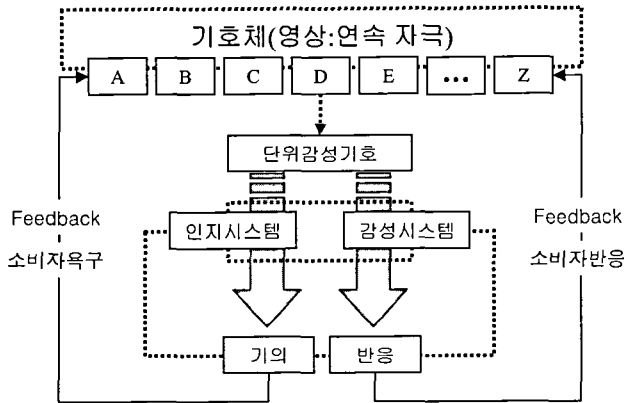 기호체(영상:연속 자극)
A B C D E ... Z
단위감성기호
Feedback
소비자욕구
인지시스템 감성시스템
Feedback
소비자반응
기의 반응